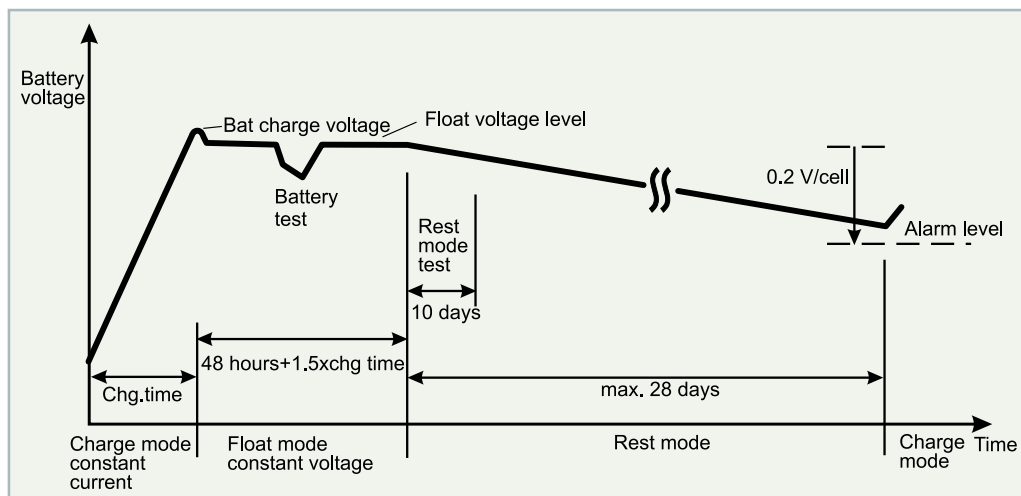 Battery
voltage
Bat charge voltage
Float voltage level
Battery
test
Rest
mode
test
10 days
0.2 V/cell
Alarm level
48 hours+1.5xchg time
Chg.time
max. 28 days
Charge mode
constant
current
Float mode
constant voltage
Rest mode
Charge
mode
Time